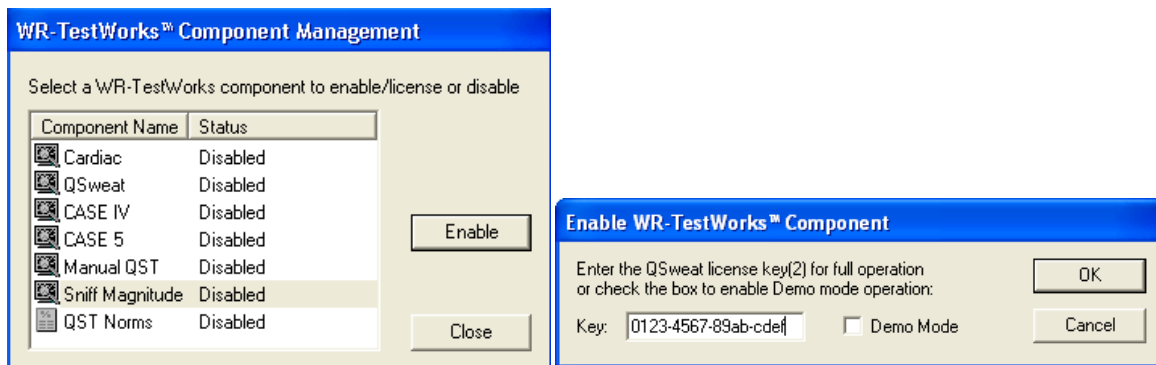 WR-TestWorks™ Component Management
Select a WR-TestWorks component to enable/license or disable
Component Name Status
Cardiac Disabled
QSweat Disabled
CASE IV Disabled
CASE 5 Disabled
Manual QST Disabled
Sniff Magnitude Disabled
QST Norms Disabled
Enable
Close
Enable WR-TestWorks™ Component
Enter the QSweat license key(2) for full operation
or check the box to enable Demo mode operation:
OK
Key: 0123-4567-89ab-cdef Demo Mode
Cancel